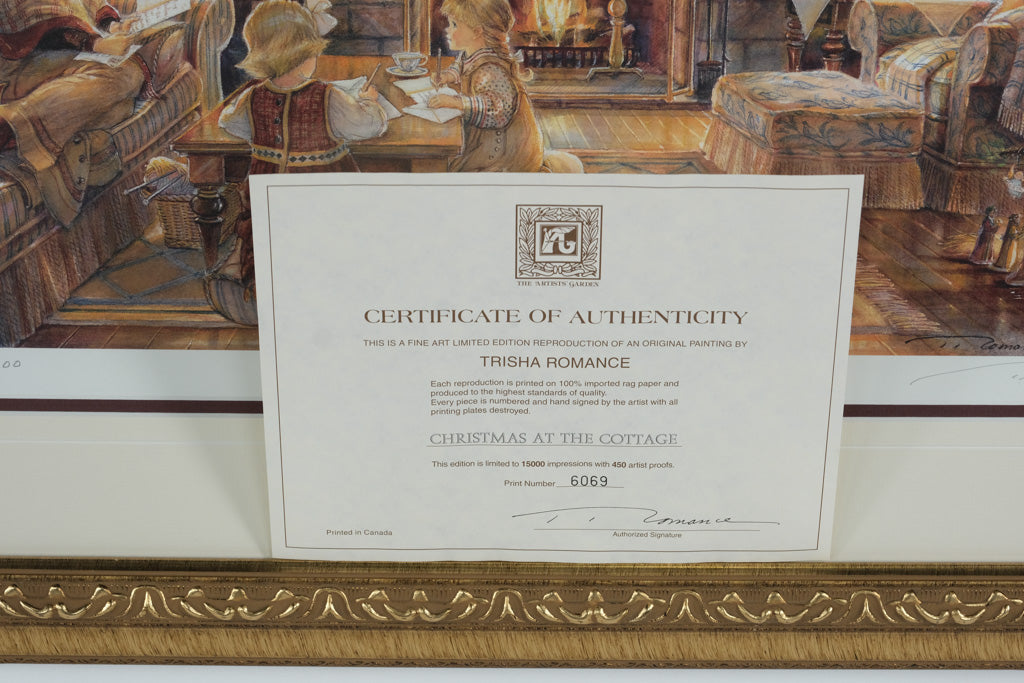 THE ARTISTS GARDEN
CERTIFICATE OF AUTHENTICITY
THIS IS A FINE ART LIMITED EDITION REPRODUCTION OF AN ORIGINAL PAINTING BY
TRISHA ROMANCE
Each reproduction is printed on 100% imported rag paper and
produced to the highest standards of quality.
Every piece is numbered and hand signed by the artist with all
printing plates destroyed.
CHRISTMAS AT THE COTTAGE
This edition is limited to 15000 impressions with 450 artist proofs.
Print Number 6069
T. Romance
Authorized Signature
Printed in Canada